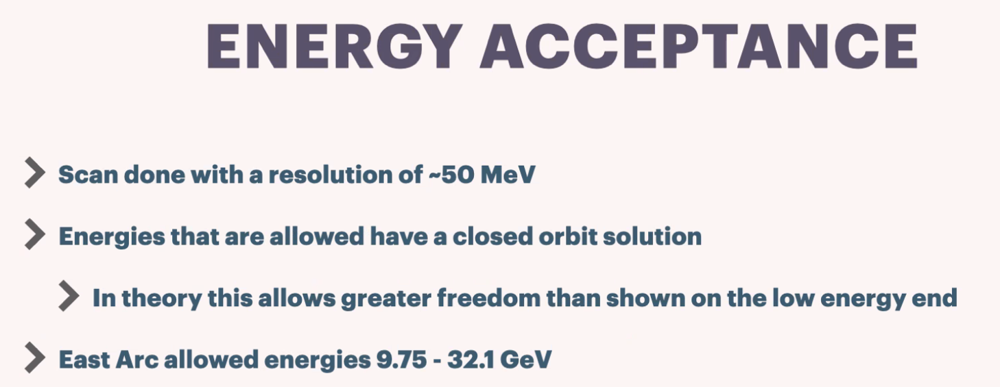 ENERGY ACCEPTANCE
Scan done with a resolution of ~50 MeV
Energies that are allowed have a closed orbit solution
In theory this allows greater freedom than shown on the low energy end
East Arc allowed energies 9.75 - 32.1 GeV